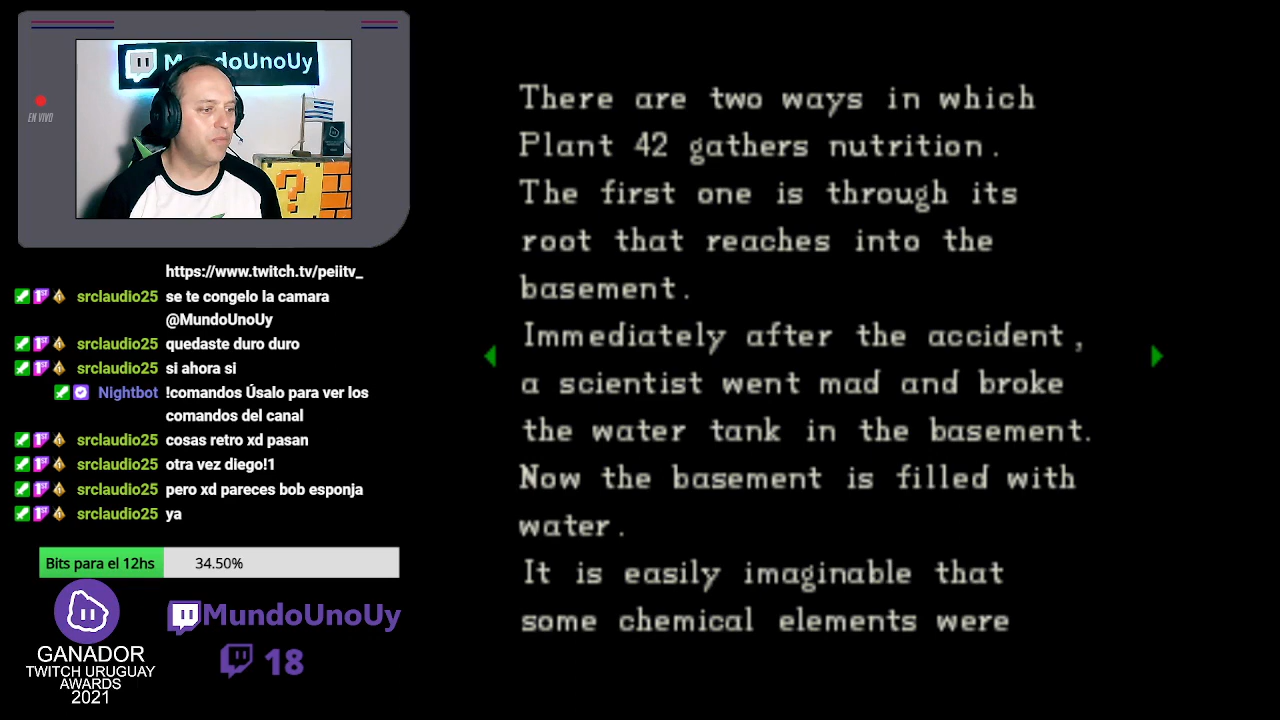 MundoUnoUy
EN VIVO
https://www.twitch.tv/peiitv_
srclaudio25 se te congelo la camara
@MundoUnoUy
srclaudio25 quedaste duro duro
srclaudio25 si ahora si
Nightbot !comandos Úsalo para ver los
comandos del canal
srclaudio25 cosas retro xd pasan
srclaudio25 otra vez diego!1
srclaudio25 pero xd pareces bob esponja
srclaudio25 ya
Bits para el 12hs 34.50%
MundoUnoUy
18
GANADOR
TWITCH URUGUAY
AWARDS
2021
There are two ways in which
Plant 42 gathers nutrition.
The first one is through its
root that reaches into the
basement.
Immediately after the accident,
a scientist went mad and broke
the water tank in the basement.
Now the basement is filled with
water.
It is easily imaginable that
some chemical elements were